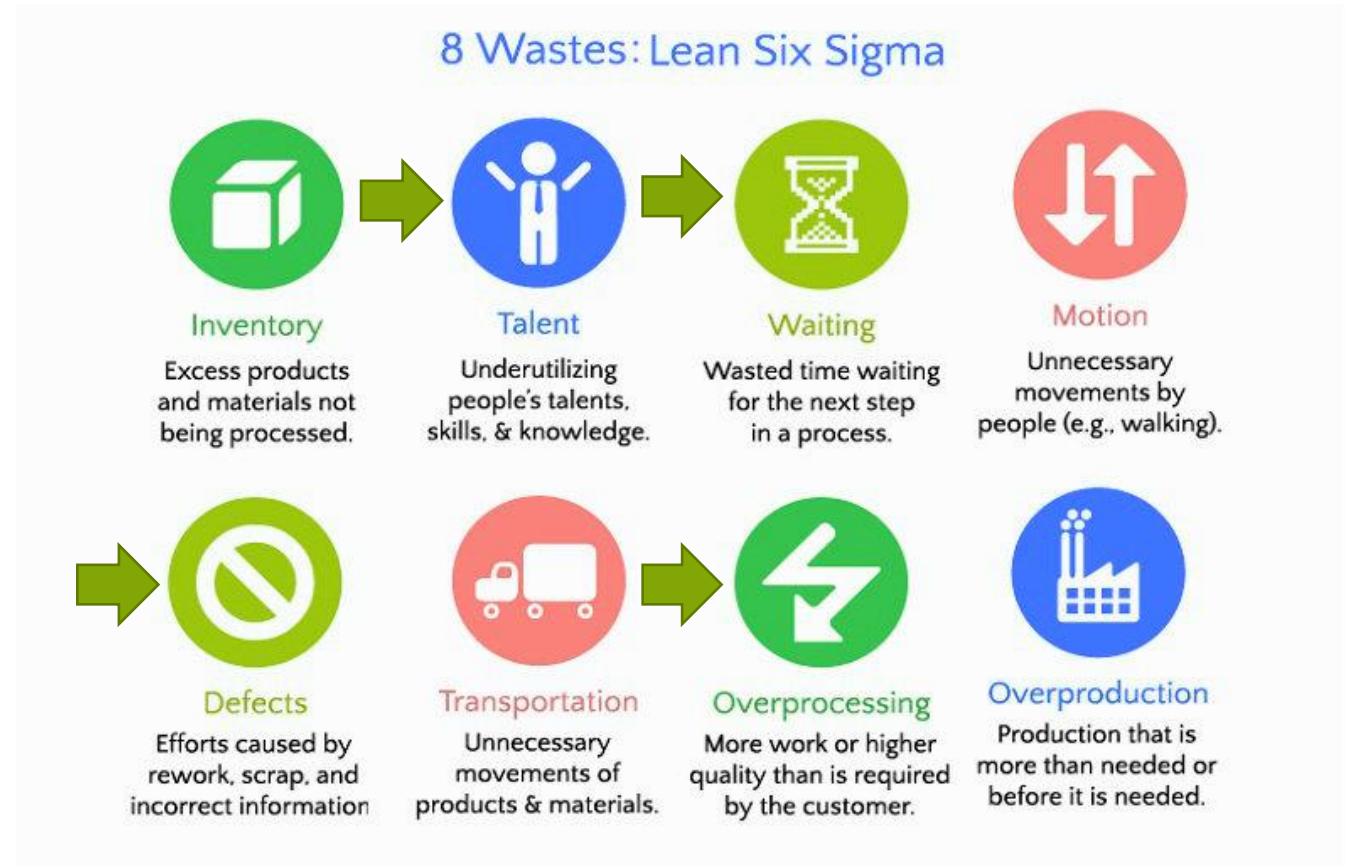 8 Wastes: Lean Six Sigma
Inventory
Excess products
and materials not
being processed.
Talent
Underutilizing
people's talents,
skills, & knowledge.
Waiting
Wasted time waiting
for the next step
in a process.
Motion
Unnecessary
movements by
people (e.g., walking).
Defects
Efforts caused by
rework, scrap, and
incorrect information
Transportation
Unnecessary
movements of
products & materials.
Overprocessing
More work or higher
quality than is required
by the customer.
Overproduction
Production that is
more than needed or
before it is needed.